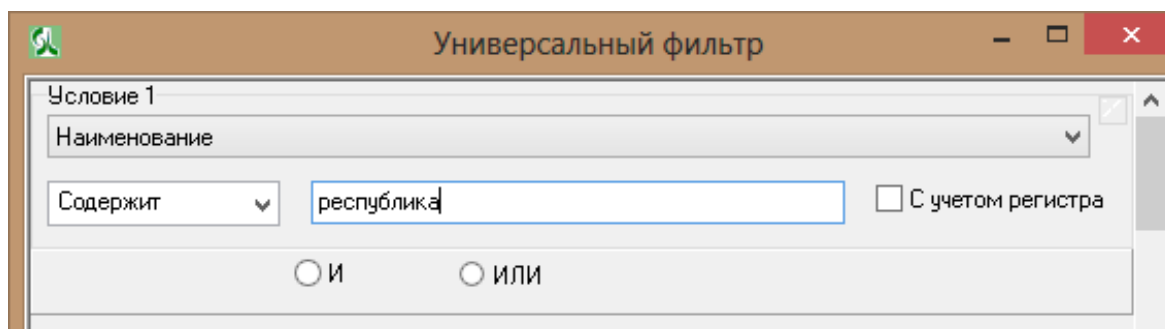 Универсальный фильтр
Условие 1
Наименование
Содержит республика С учетом регистра
И ИЛИ